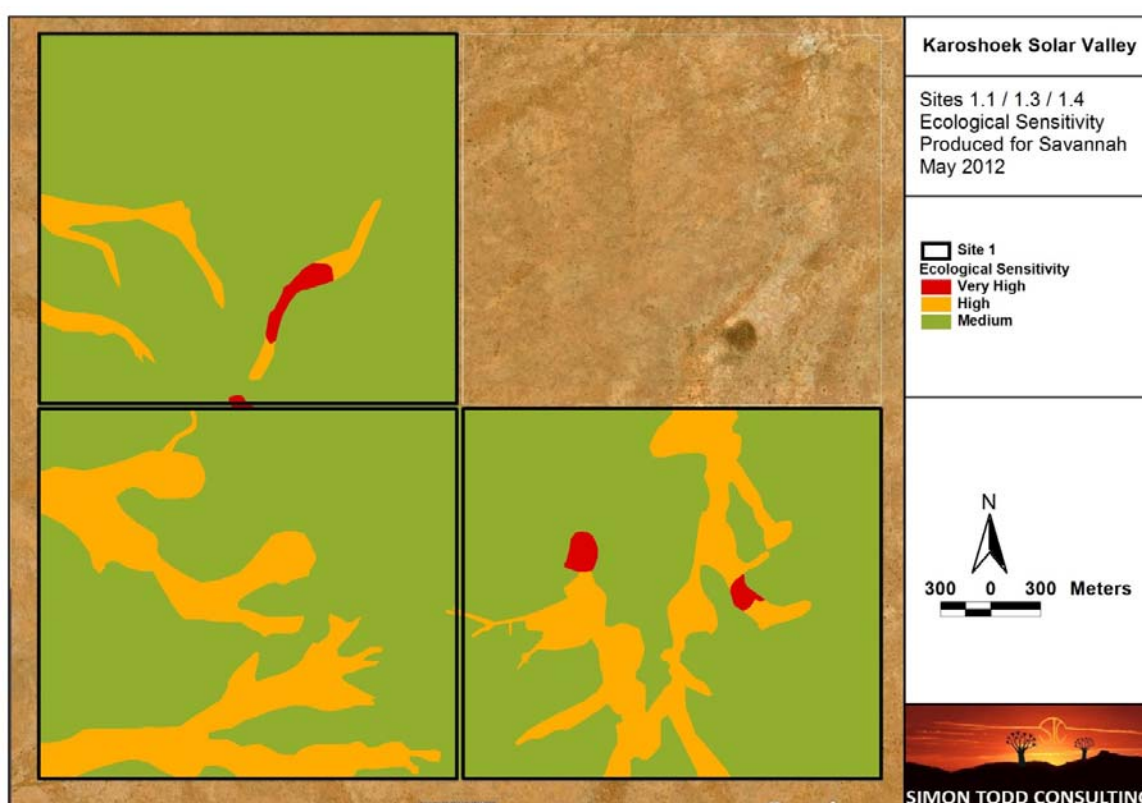 Karoshoek Solar Valley
Sites 1.1 / 1.3 / 1.4
Ecological Sensitivity
Produced for Savannah
May 2012
Site 1
Ecological Sensitivity
Very High
High
Medium
N
300 0 300 Meters
SIMON TODD CONSULTING